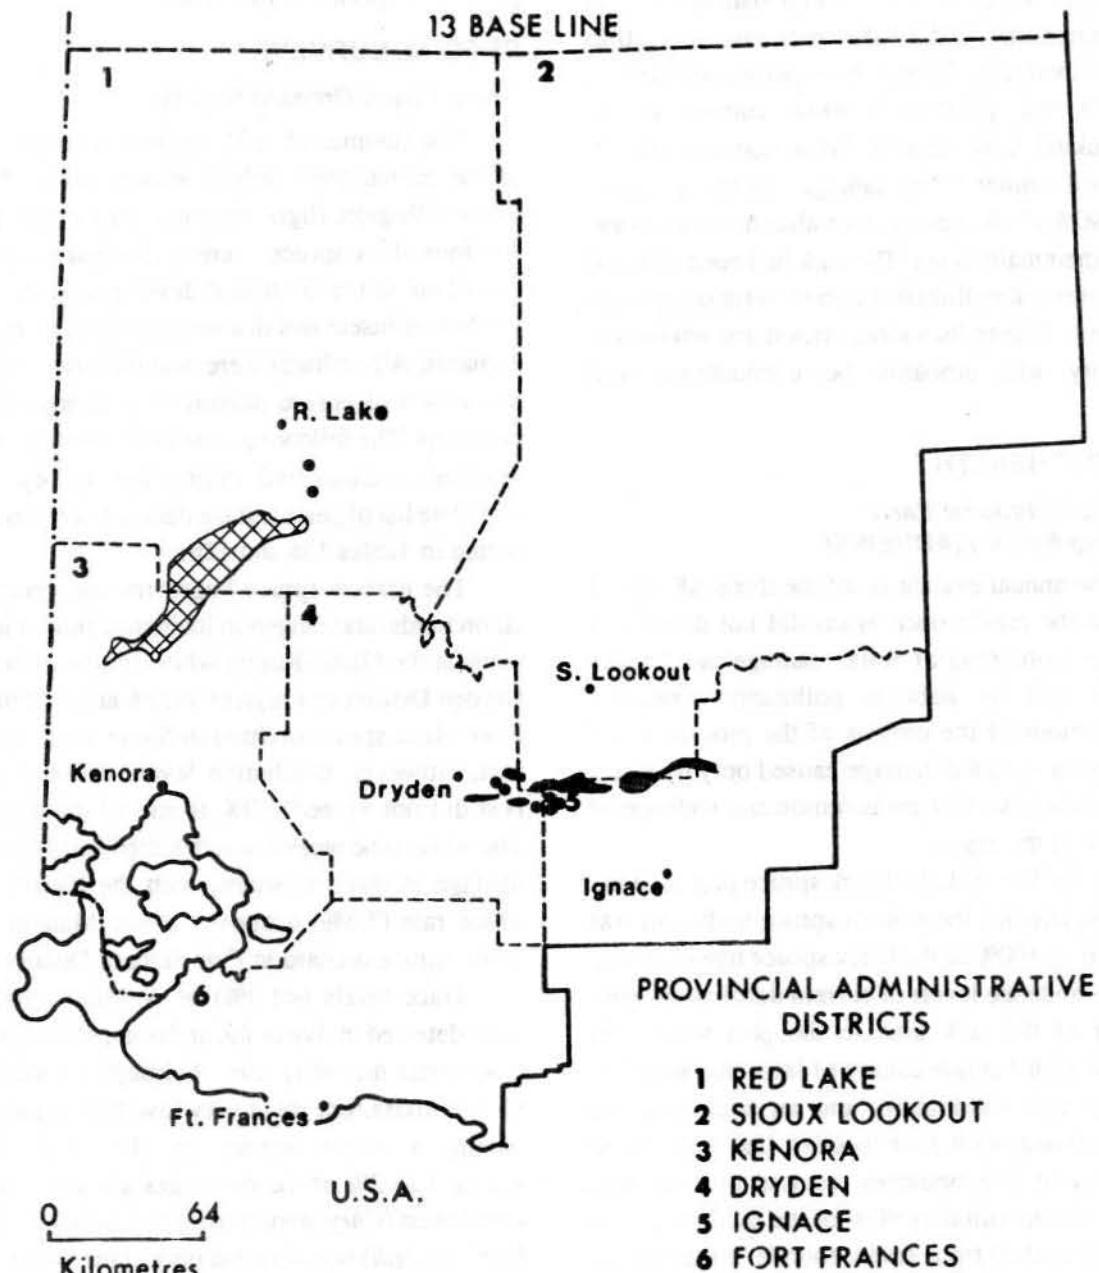 13 BASE LINE
1
2
R. Lake
3
4
S. Lookout
Kenora
Dryden
5
Ignace
6
PROVINCIAL ADMINISTRATIVE
DISTRICTS
1 RED LAKE
2 SIOUX LOOKOUT
3 KENORA
4 DRYDEN
5 IGNACE
6 FORT FRANCES
Ft. Frances
U.S.A.
0 64
Kilometres